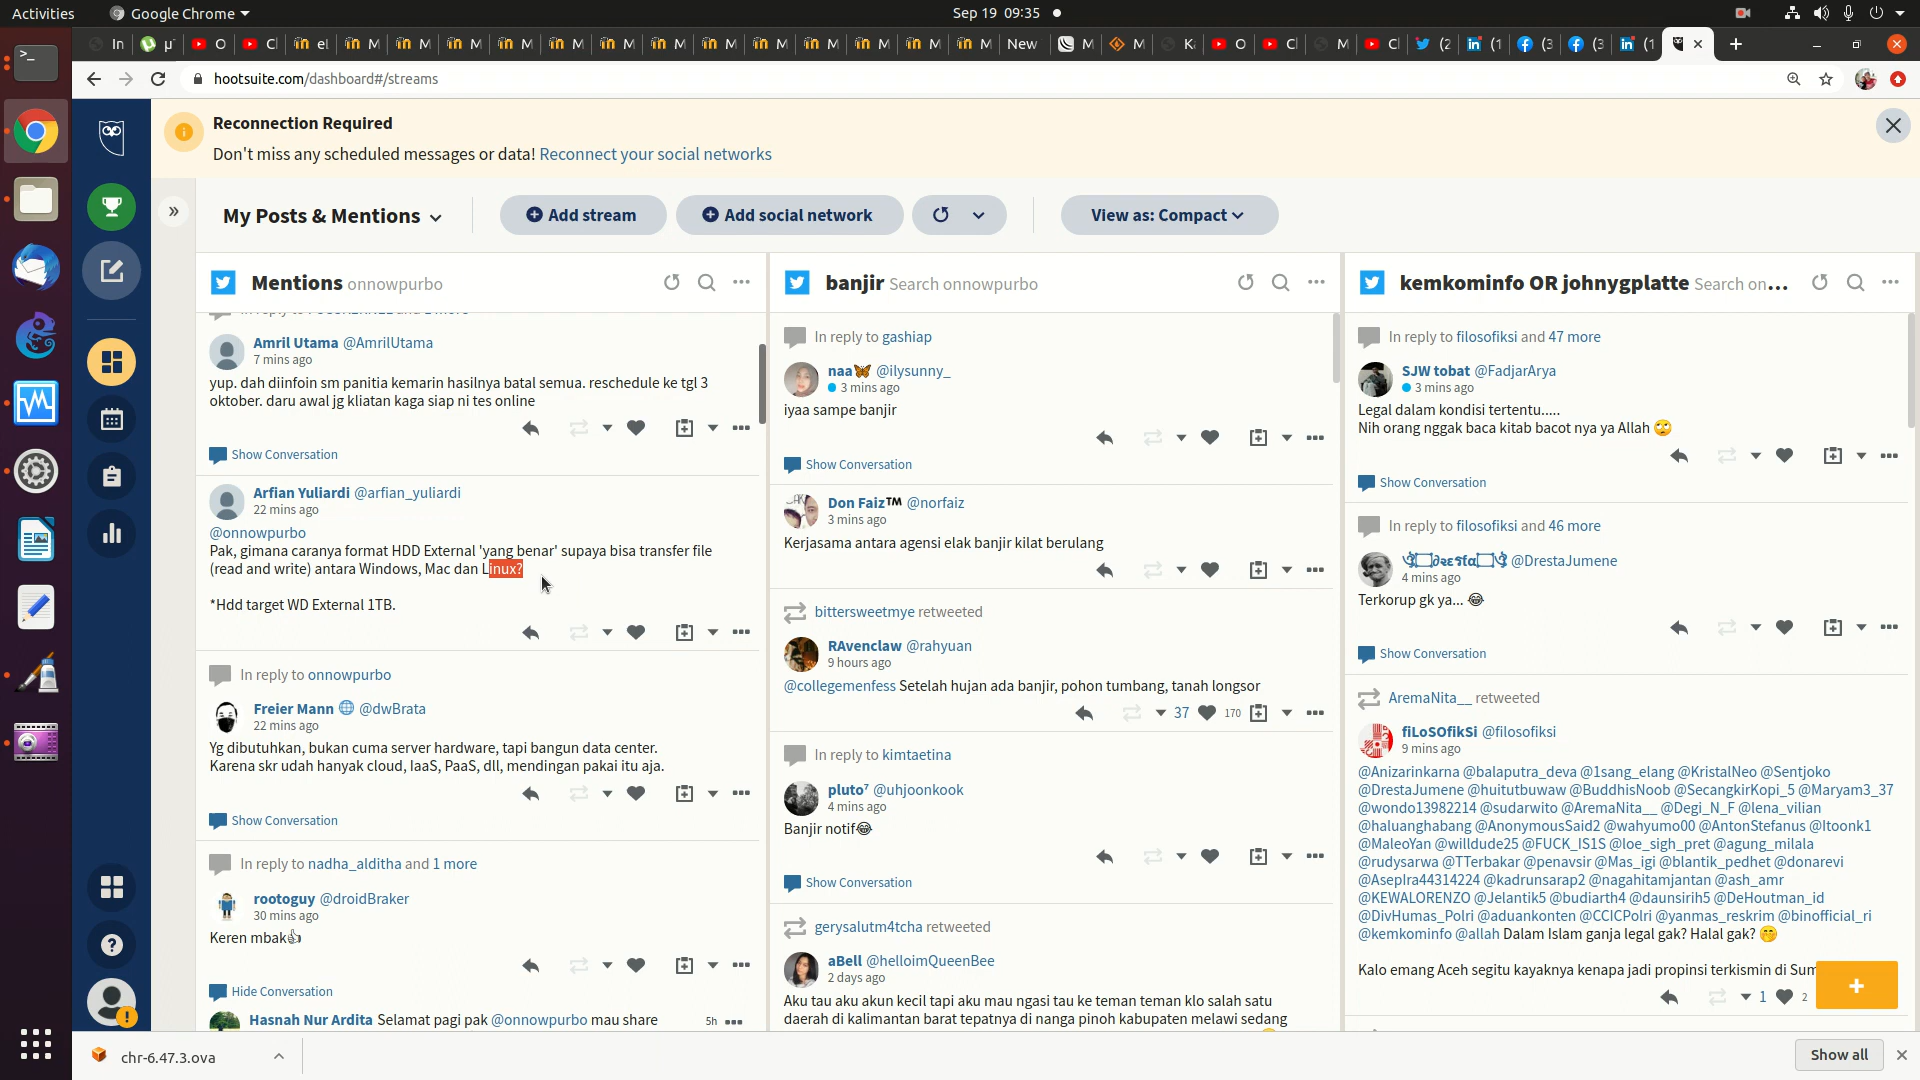 Activities
Google Chrome
Sep 19 09:35
In
µ
O
Cl
el
M
M
M
M
M
M
M
M
M
M
M
M
M
New
M
M
K
O
Cl
M
Cl
(2
(1
(3
(3
(1
hootsuite.com/dashboard#/streams
Reconnection Required
Don't miss any scheduled messages or data! Reconnect your social networks
My Posts & Mentions
Add stream
Add social network
View as: Compact
Mentions onnowpurbo
Amril Utama @AmrilUtama
7 mins ago
yup. dah diinfoin sm panitia kemarin hasilnya batal semua. reschedule ke tgl 3
oktober. daru awal jg kliatan kaga siap ni tes online
Show Conversation
Arfian Yuliardi @arfian_yuliardi
22 mins ago
@onnowpurbo
Pak, gimana caranya format HDD External 'yang benar' supaya bisa transfer file
(read and write) antara Windows, Mac dan Linux?
*Hdd target WD External 1TB.
In reply to onnowpurbo
Freier Mann @dwBrata
22 mins ago
Yg dibutuhkan, bukan cuma server hardware, tapi bangun data center.
Karena skr udah hanyak cloud, IaaS, PaaS, dll, mendingan pakai itu aja.
Show Conversation
In reply to nadha_alditha and 1 more
rootoguy @droidBraker
30 mins ago
Keren mbak👍
Hide Conversation
Hasnah Nur Ardita Selamat pagi pak @onnowpurbo mau share
5h
banjir Search onnowpurbo
In reply to gashiap
naa🦋 @ilysunny_
3 mins ago
iyaa sampe banjir
Show Conversation
Don Faiz™ @norfaiz
3 mins ago
Kerjasama antara agensi elak banjir kilat berulang
bittersweetmye retweeted
RAvenclaw @rahyuan
9 hours ago
@collegemenfess Setelah hujan ada banjir, pohon tumbang, tanah longsor
37 170
In reply to kimtaetina
pluto⁷ @uhjoonkook
4 mins ago
Banjir notif😂
Show Conversation
gerysalutm4tcha retweeted
aBell @helloimQueenBee
2 days ago
Aku tau aku akun kecil tapi aku mau ngasi tau ke teman teman klo salah satu
daerah di kalimantan barat tepatnya di nanga pinoh kabupaten melawi sedang
kemkominfo OR johnygplatte Search on...
In reply to filosofiksi and 47 more
SJW tobat @FadjarArya
3 mins ago
Legal dalam kondisi tertentu.....
Nih orang nggak baca kitab bacot nya ya Allah 🙄
Show Conversation
In reply to filosofiksi and 46 more
@DrestaJumene
4 mins ago
Terkorup gk ya... 😂
Show Conversation
AremaNita__ retweeted
fiLoSOfikSi @filosofiksi
9 mins ago
@Anizarinkarna @balaputra_deva @1sang_elang @KristalNeo @Sentjoko
@DrestaJumene @huitutbuwaw @BuddhisNoob @SecangkirKopi_5 @Maryam3_37
@wondo13982214 @sudarwito @AremaNita__ @Degi_N_F @lena_vilian
@haluanghabang @AnonymousSaid2 @wahyumo00 @AntonStefanus @Itoonk1
@MaleoYan @willdude25 @FUCK_IS1S @loe_sigh_pret @agung_milala
@rudysarwa @TTerbakar @penavsir @Mas_igi @blantik_pedhet @donarevi
@AsepIra44314224 @kadrunsarap2 @nagahitamjantan @ash_amr
@KEWALORENZO @Jelantik5 @budiarth4 @daunsirih5 @DeHoutman_id
@DivHumas_Polri @aduankonten @CCICPolri @yanmas_reskrim @binofficial_ri
@kemkominfo @allah Dalam Islam ganja legal gak? Halal gak? 🤭
Kalo emang Aceh segitu kayaknya kenapa jadi propinsi terkismin di Sum
1 2
chr-6.47.3.ova
Show all